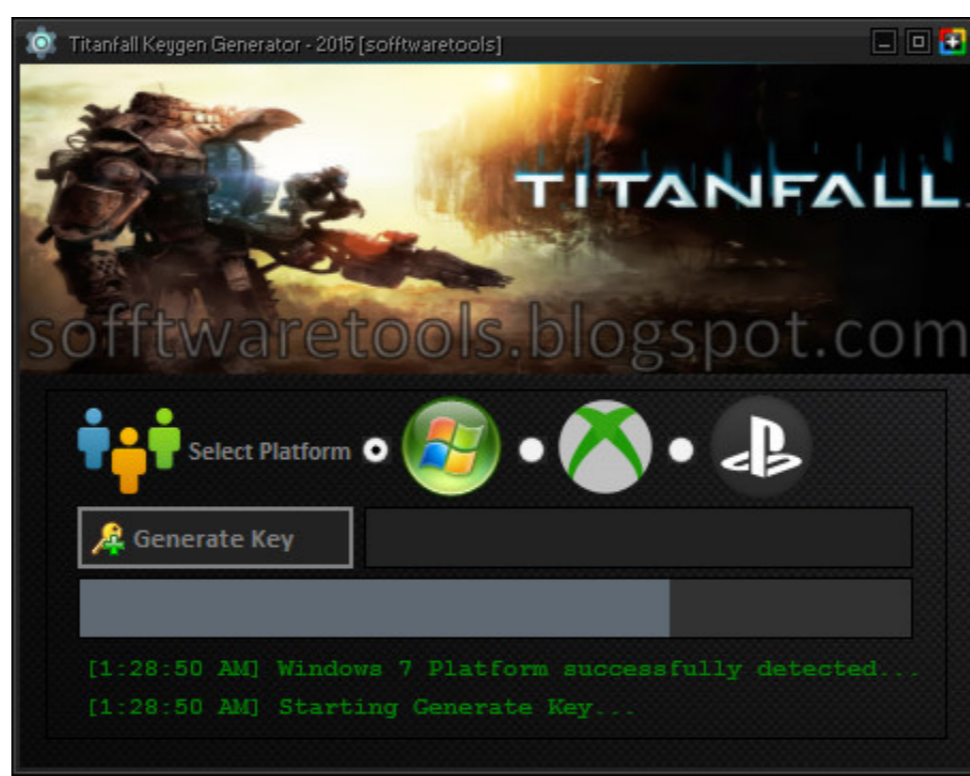 Titanfall Keygen Generator - 2015 [sofftwaretools]
TITANFALL
sofftwaretools.blogspot.com
Select Platform
Generate Key
[1:28:50 AM] Windows 7 Platform successfully detected...
[1:28:50 AM] Starting Generate Key...